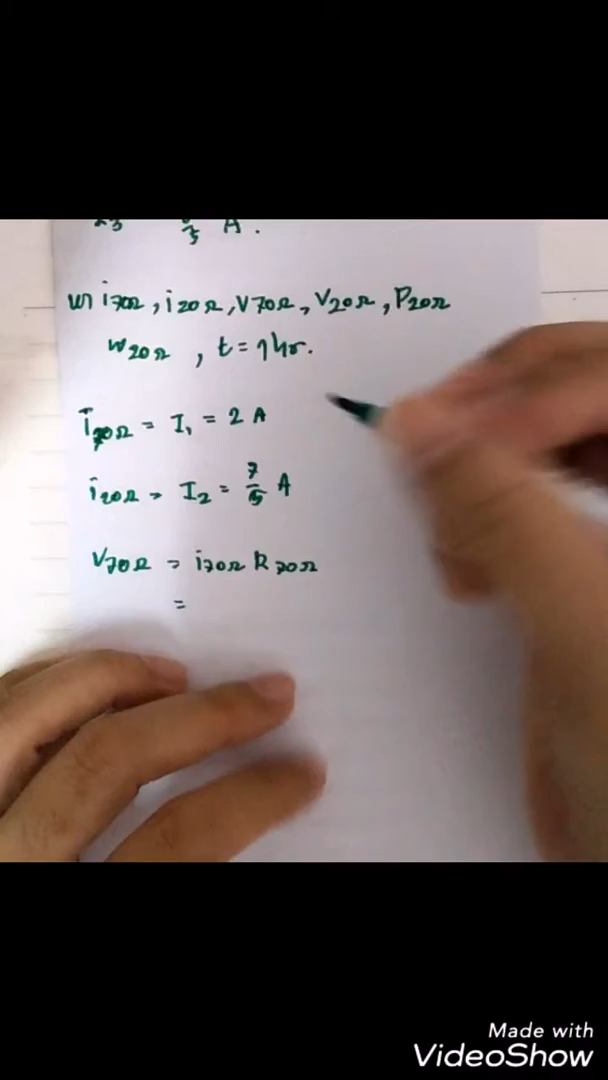 A.
หา i70Ω, i20Ω, V70Ω, V20Ω, P20Ω
W20Ω, t = 1 hr.
I70Ω = I1 = 2 A
i20Ω = I2 = 7/5 A
V70Ω = i70Ω R70Ω
=
Made with
VideoShow